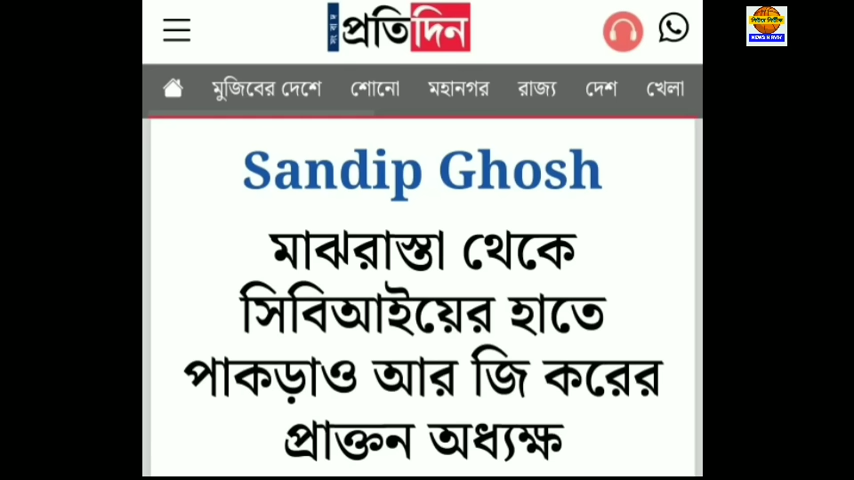 সংবাদ প্রতিদিন
মুজিবের দেশে শোনো মহানগর রাজ্য দেশ খেলা
Sandip Ghosh
মাঝরাস্তা থেকে
সিবিআইয়ের হাতে
পাকড়াও আর জি করের
প্রাক্তন অধ্যক্ষ